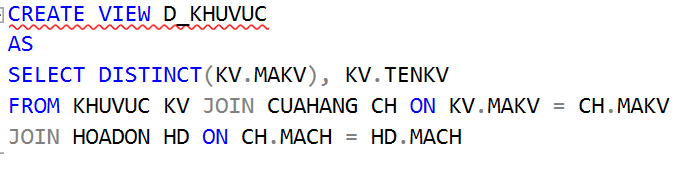 CREATE VIEW D_KHUVUC
AS
SELECT DISTINCT(KV.MAKV), KV.TENKV
FROM KHUVUC KV JOIN CUAHANG CH ON KV.MAKV = CH.MAKV
JOIN HOADON HD ON CH.MACH = HD.MACH